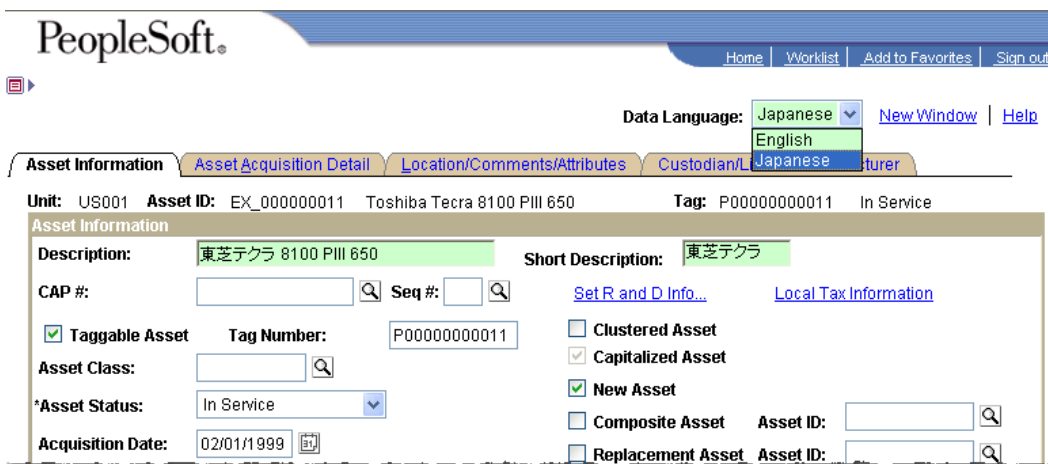 PeopleSoft®
Home Worklist Add to Favorites Sign out
Data Language: Japanese New Window Help
English
Japanese
Asset Information Asset Acquisition Detail Location/Comments/Attributes Custodian/Li cturer
Unit: US001 Asset ID: EX_000000011 Toshiba Tecra 8100 PIII 650 Tag: P00000000011 In Service
Asset Information
Description: 東芝テクラ 8100 PIII 650 Short Description: 東芝テクラ
CAP #: Seq #: Set R and D Info... Local Tax Information
Taggable Asset Tag Number: P00000000011 Clustered Asset
Capitalized Asset
Asset Class:
New Asset
*Asset Status: In Service
Composite Asset Asset ID:
Acquisition Date: 02/01/1999
Replacement Asset Asset ID: